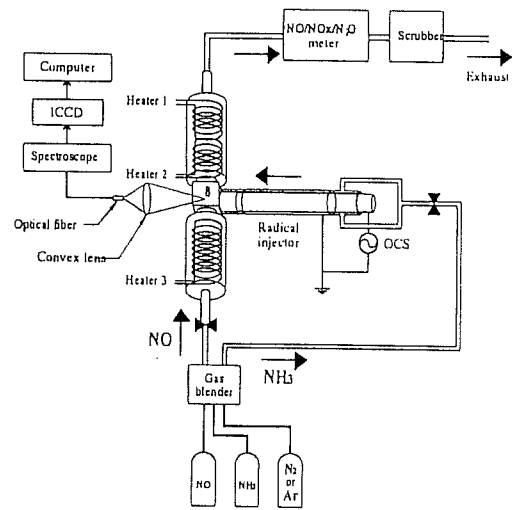 NO/NOx/N2O
meter
Scrubber
Exhaust
Computer
ICCD
Spectroscope
Optical fiber
Convex lens
Heater 1
Heater 2
B
Radical
injector
OCS
Heater 3
NO
NH3
Gas
blender
NO
NH3
N2
or
Ar